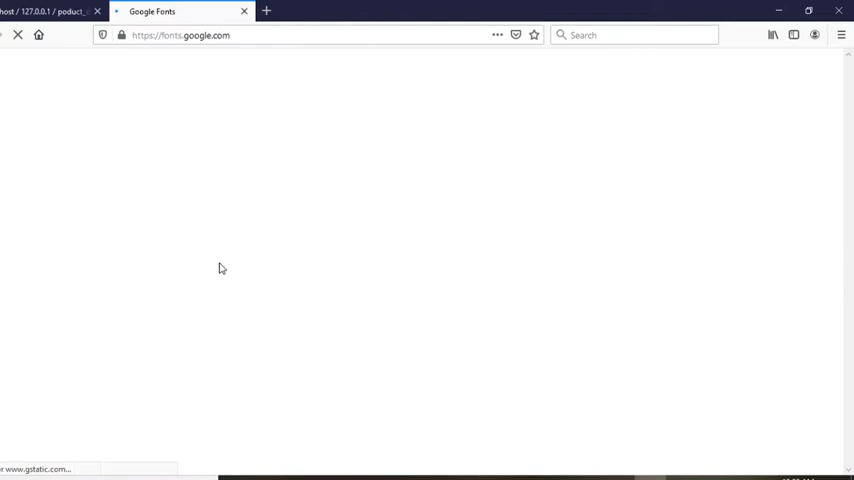 host / 127.0.0.1 / poduct_
Google Fonts
https://fonts.google.com
Search
www.gstatic.com...